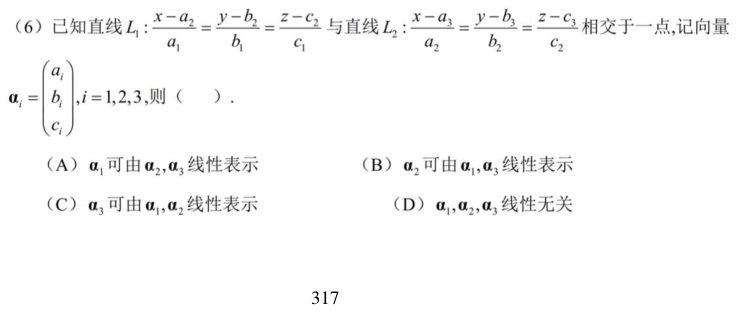 （6）已知直线 L₁ : (x−a₂)/a₁ = (y−b₂)/b₁ = (z−c₂)/c₁ 与直线 L₂ : (x−a₃)/a₂ = (y−b₃)/b₂ = (z−c₃)/c₂ 相交于一点,记向量
αᵢ = (aᵢ bᵢ cᵢ) , i = 1,2,3 ,则（ ）.
（A）α₁ 可由 α₂,α₃ 线性表示 （B）α₂ 可由 α₁,α₃ 线性表示
（C）α₃ 可由 α₁,α₂ 线性表示 （D）α₁,α₂,α₃ 线性无关
317